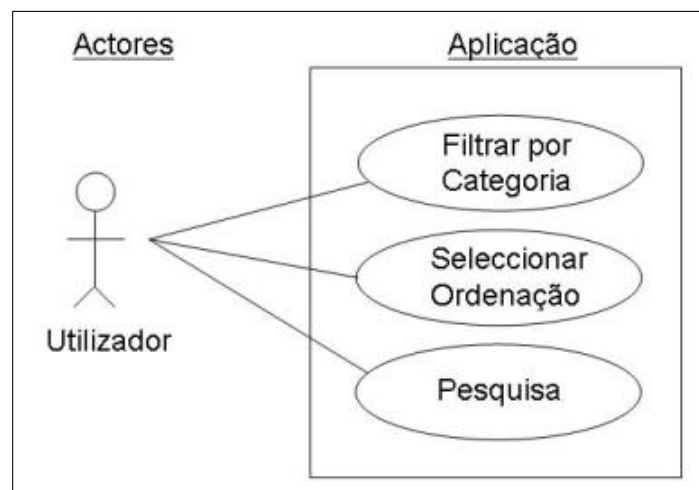 Actores
Aplicação
Filtrar por
Categoria
Seleccionar
Ordenação
Utilizador
Pesquisa